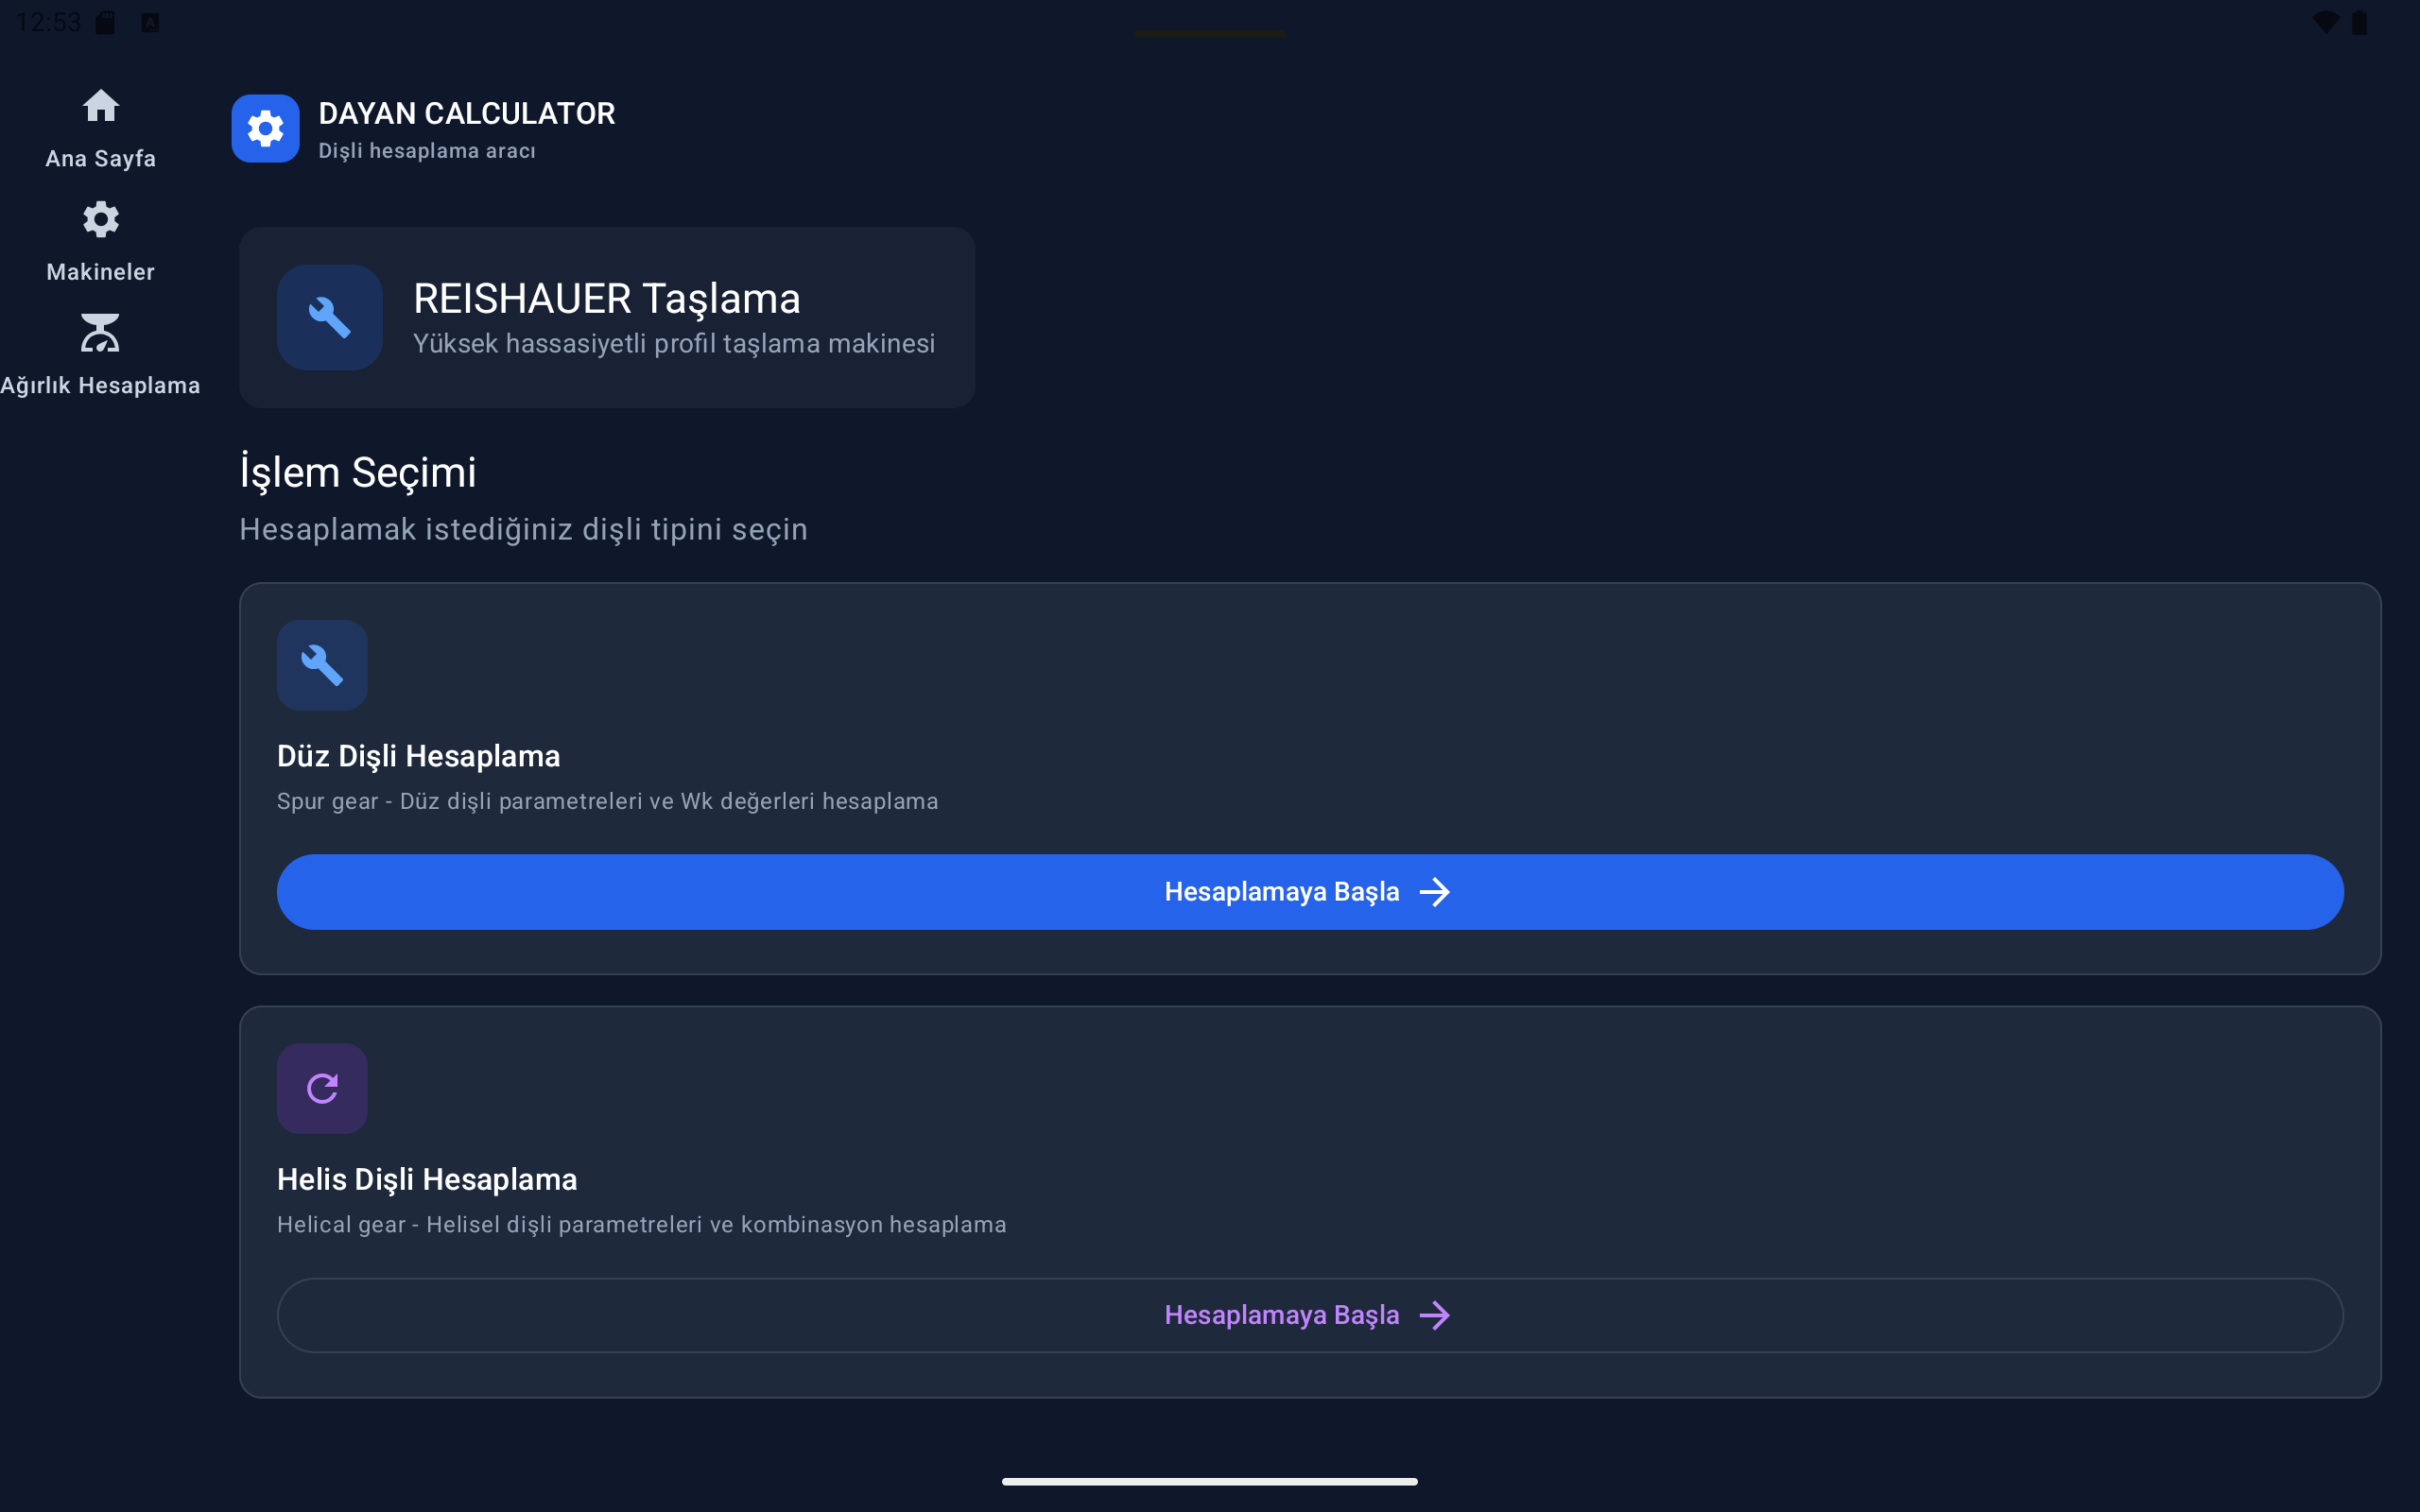 12:53
Ana Sayfa
Makineler
Ağırlık Hesaplama
DAYAN CALCULATOR
Dişli hesaplama aracı
REISHAUER Taşlama
Yüksek hassasiyetli profil taşlama makinesi
İşlem Seçimi
Hesaplamak istediğiniz dişli tipini seçin
Düz Dişli Hesaplama
Spur gear - Düz dişli parametreleri ve Wk değerleri hesaplama
Hesaplamaya Başla
Helis Dişli Hesaplama
Helical gear - Helisel dişli parametreleri ve kombinasyon hesaplama
Hesaplamaya Başla